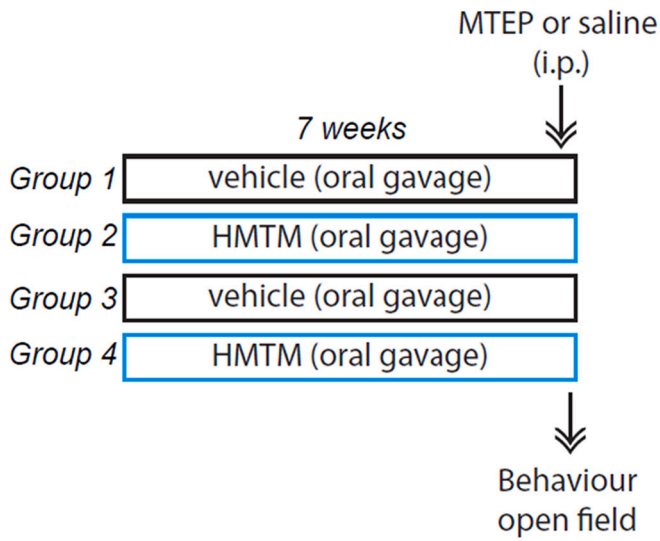 MTEP or saline
(i.p.)
7 weeks
Group 1 vehicle (oral gavage)
Group 2 HMTM (oral gavage)
Group 3 vehicle (oral gavage)
Group 4 HMTM (oral gavage)
Behaviour
open field